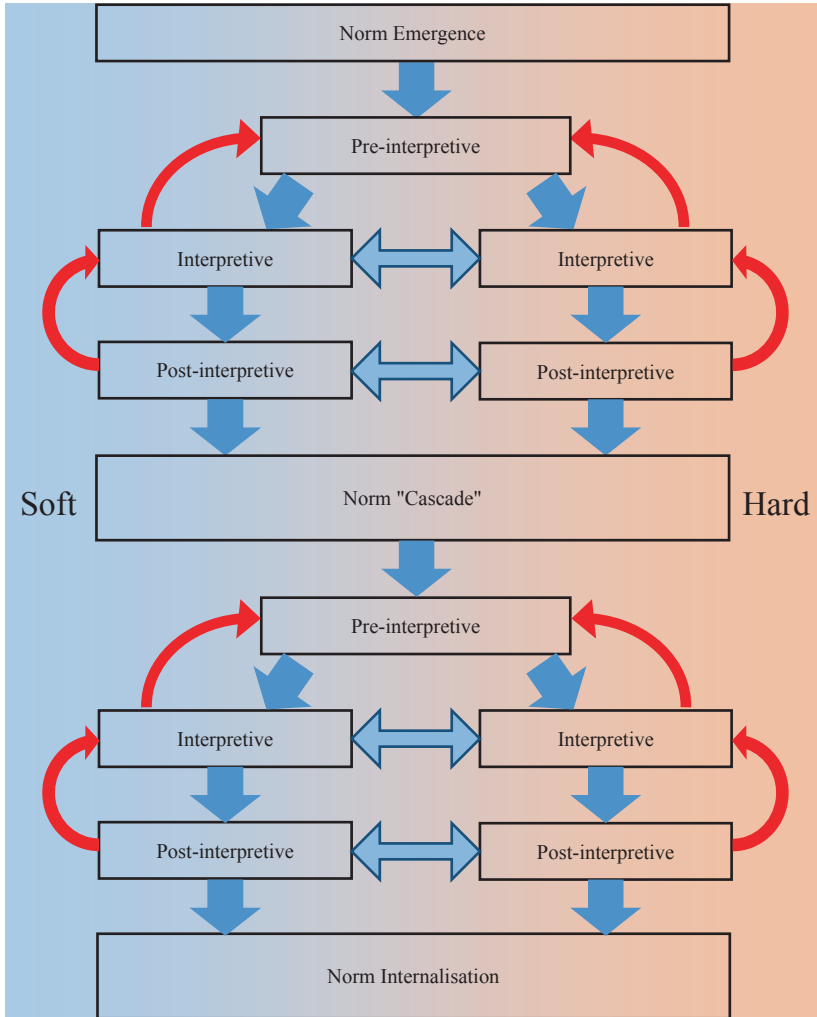 Norm Emergence
Pre-interpretive
Interpretive
Interpretive
Post-interpretive
Post-interpretive
Soft
Norm "Cascade"
Hard
Pre-interpretive
Interpretive
Interpretive
Post-interpretive
Post-interpretive
Norm Internalisation